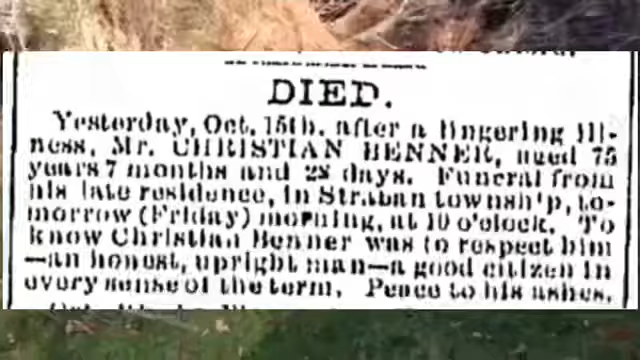 DIED.
Yesterday, Oct. 15th, after a lingering ill-
ness, Mr. CHRISTIAN BENNER, aged 75
years 7 months and 28 days. Funeral from
his late residence, in Straban township, to-
morrow (Friday) morning, at 10 o'clock. To
know Christian Benner was to respect him
—an honest, upright man—a good citizen in
every sense of the term. Peace to his ashes.